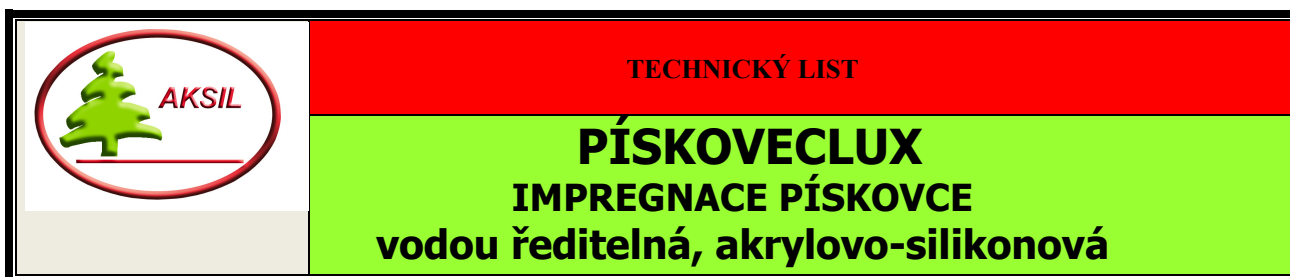 AKSIL
TECHNICKÝ LIST
PÍSKOVECLUX
IMPREGNACE PÍSKOVCE
vodou ředitelná, akrylovo-silikonová